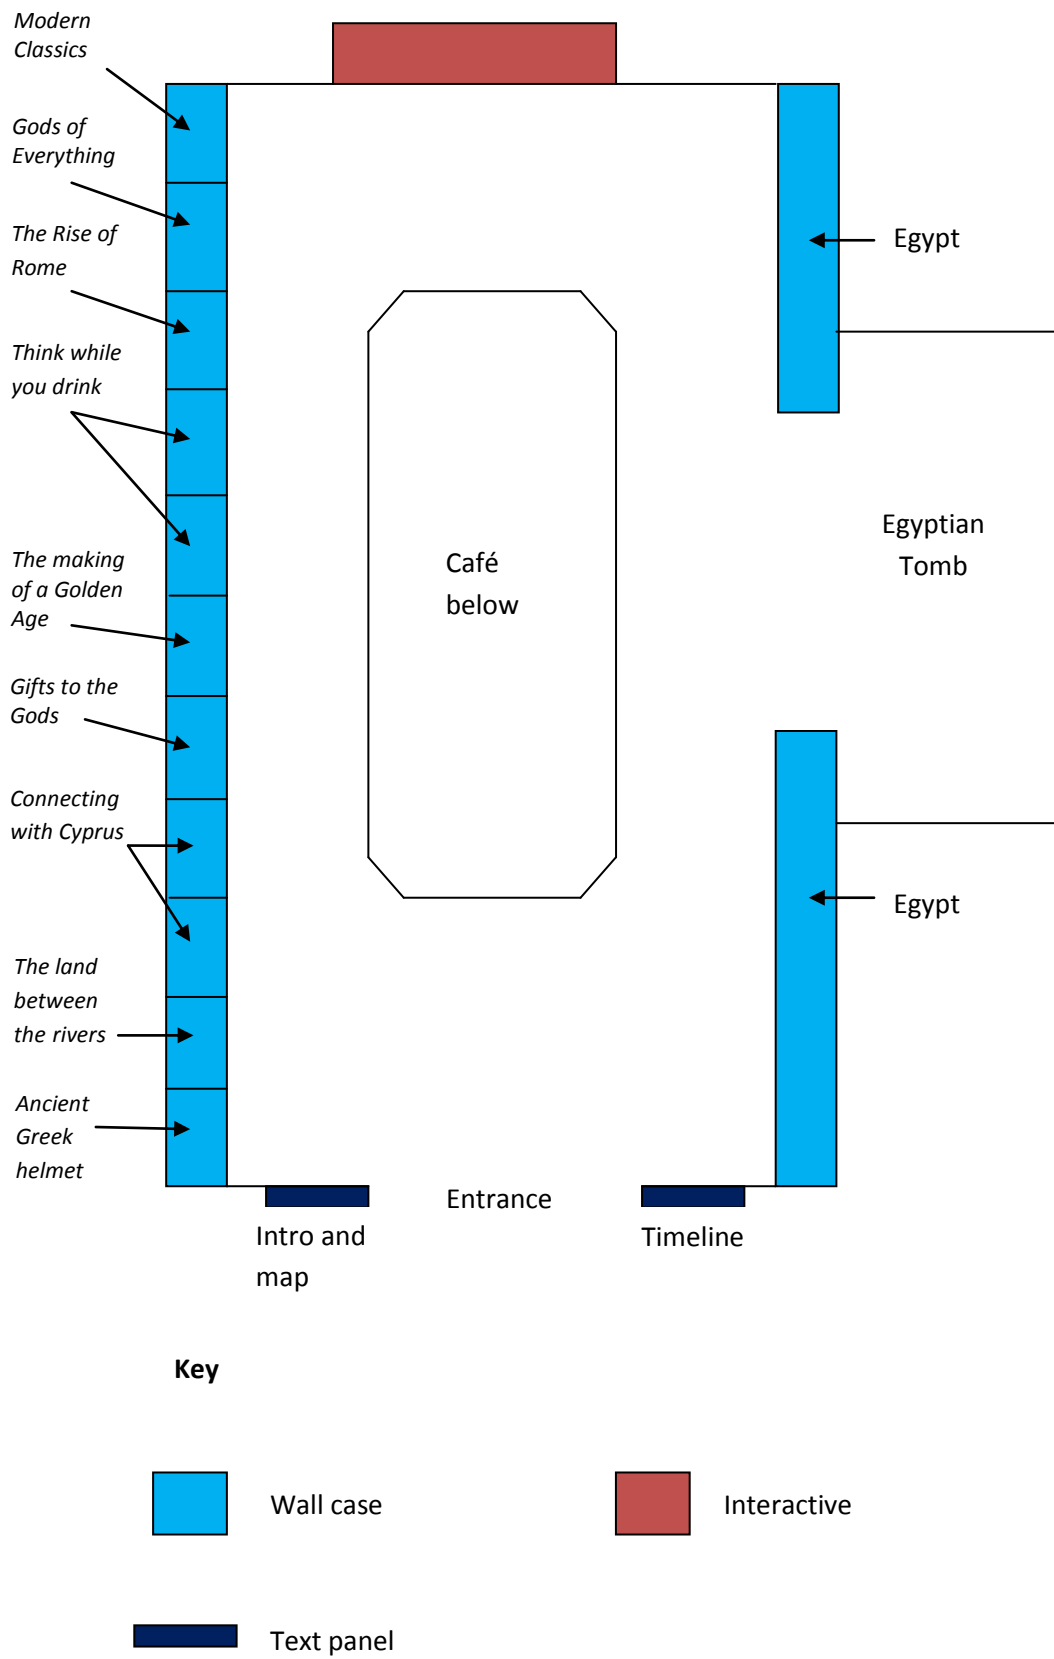 Modern
Classics
Gods of
Everything
The Rise of
Rome
Think while
you drink
The making
of a Golden
Age
Gifts to the
Gods
Connecting
with Cyprus
The land
between
the rivers
Ancient
Greek
helmet
Egypt
Egyptian
Tomb
Café
below
Egypt
Entrance
Intro and
map
Timeline
Key
Wall case
Interactive
Text panel